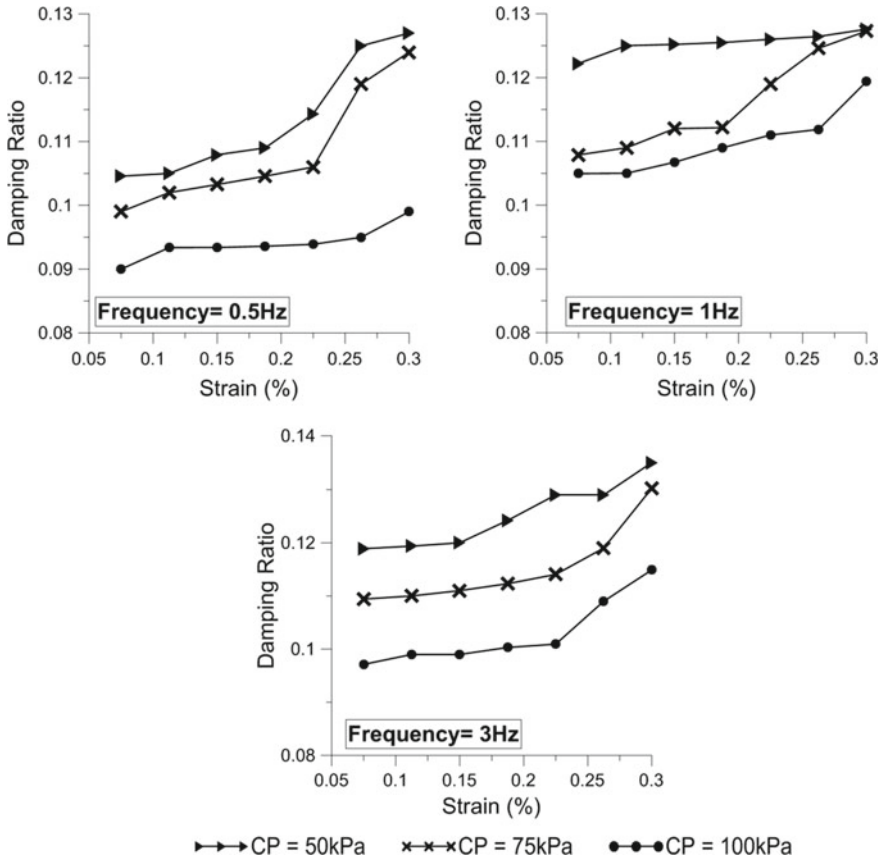 0.13
0.12
0.11
0.1
0.09
0.08
Damping Ratio
Frequency= 0.5Hz
0.05 0.1 0.15 0.2 0.25 0.3
Strain (%)
0.13
0.12
0.11
0.1
0.09
0.08
Damping Ratio
Frequency= 1Hz
0.05 0.1 0.15 0.2 0.25 0.3
Strain (%)
0.14
0.12
0.1
0.08
Damping Ratio
Frequency= 3Hz
0.05 0.1 0.15 0.2 0.25 0.3
Strain (%)
CP = 50kPa CP = 75kPa CP = 100kPa